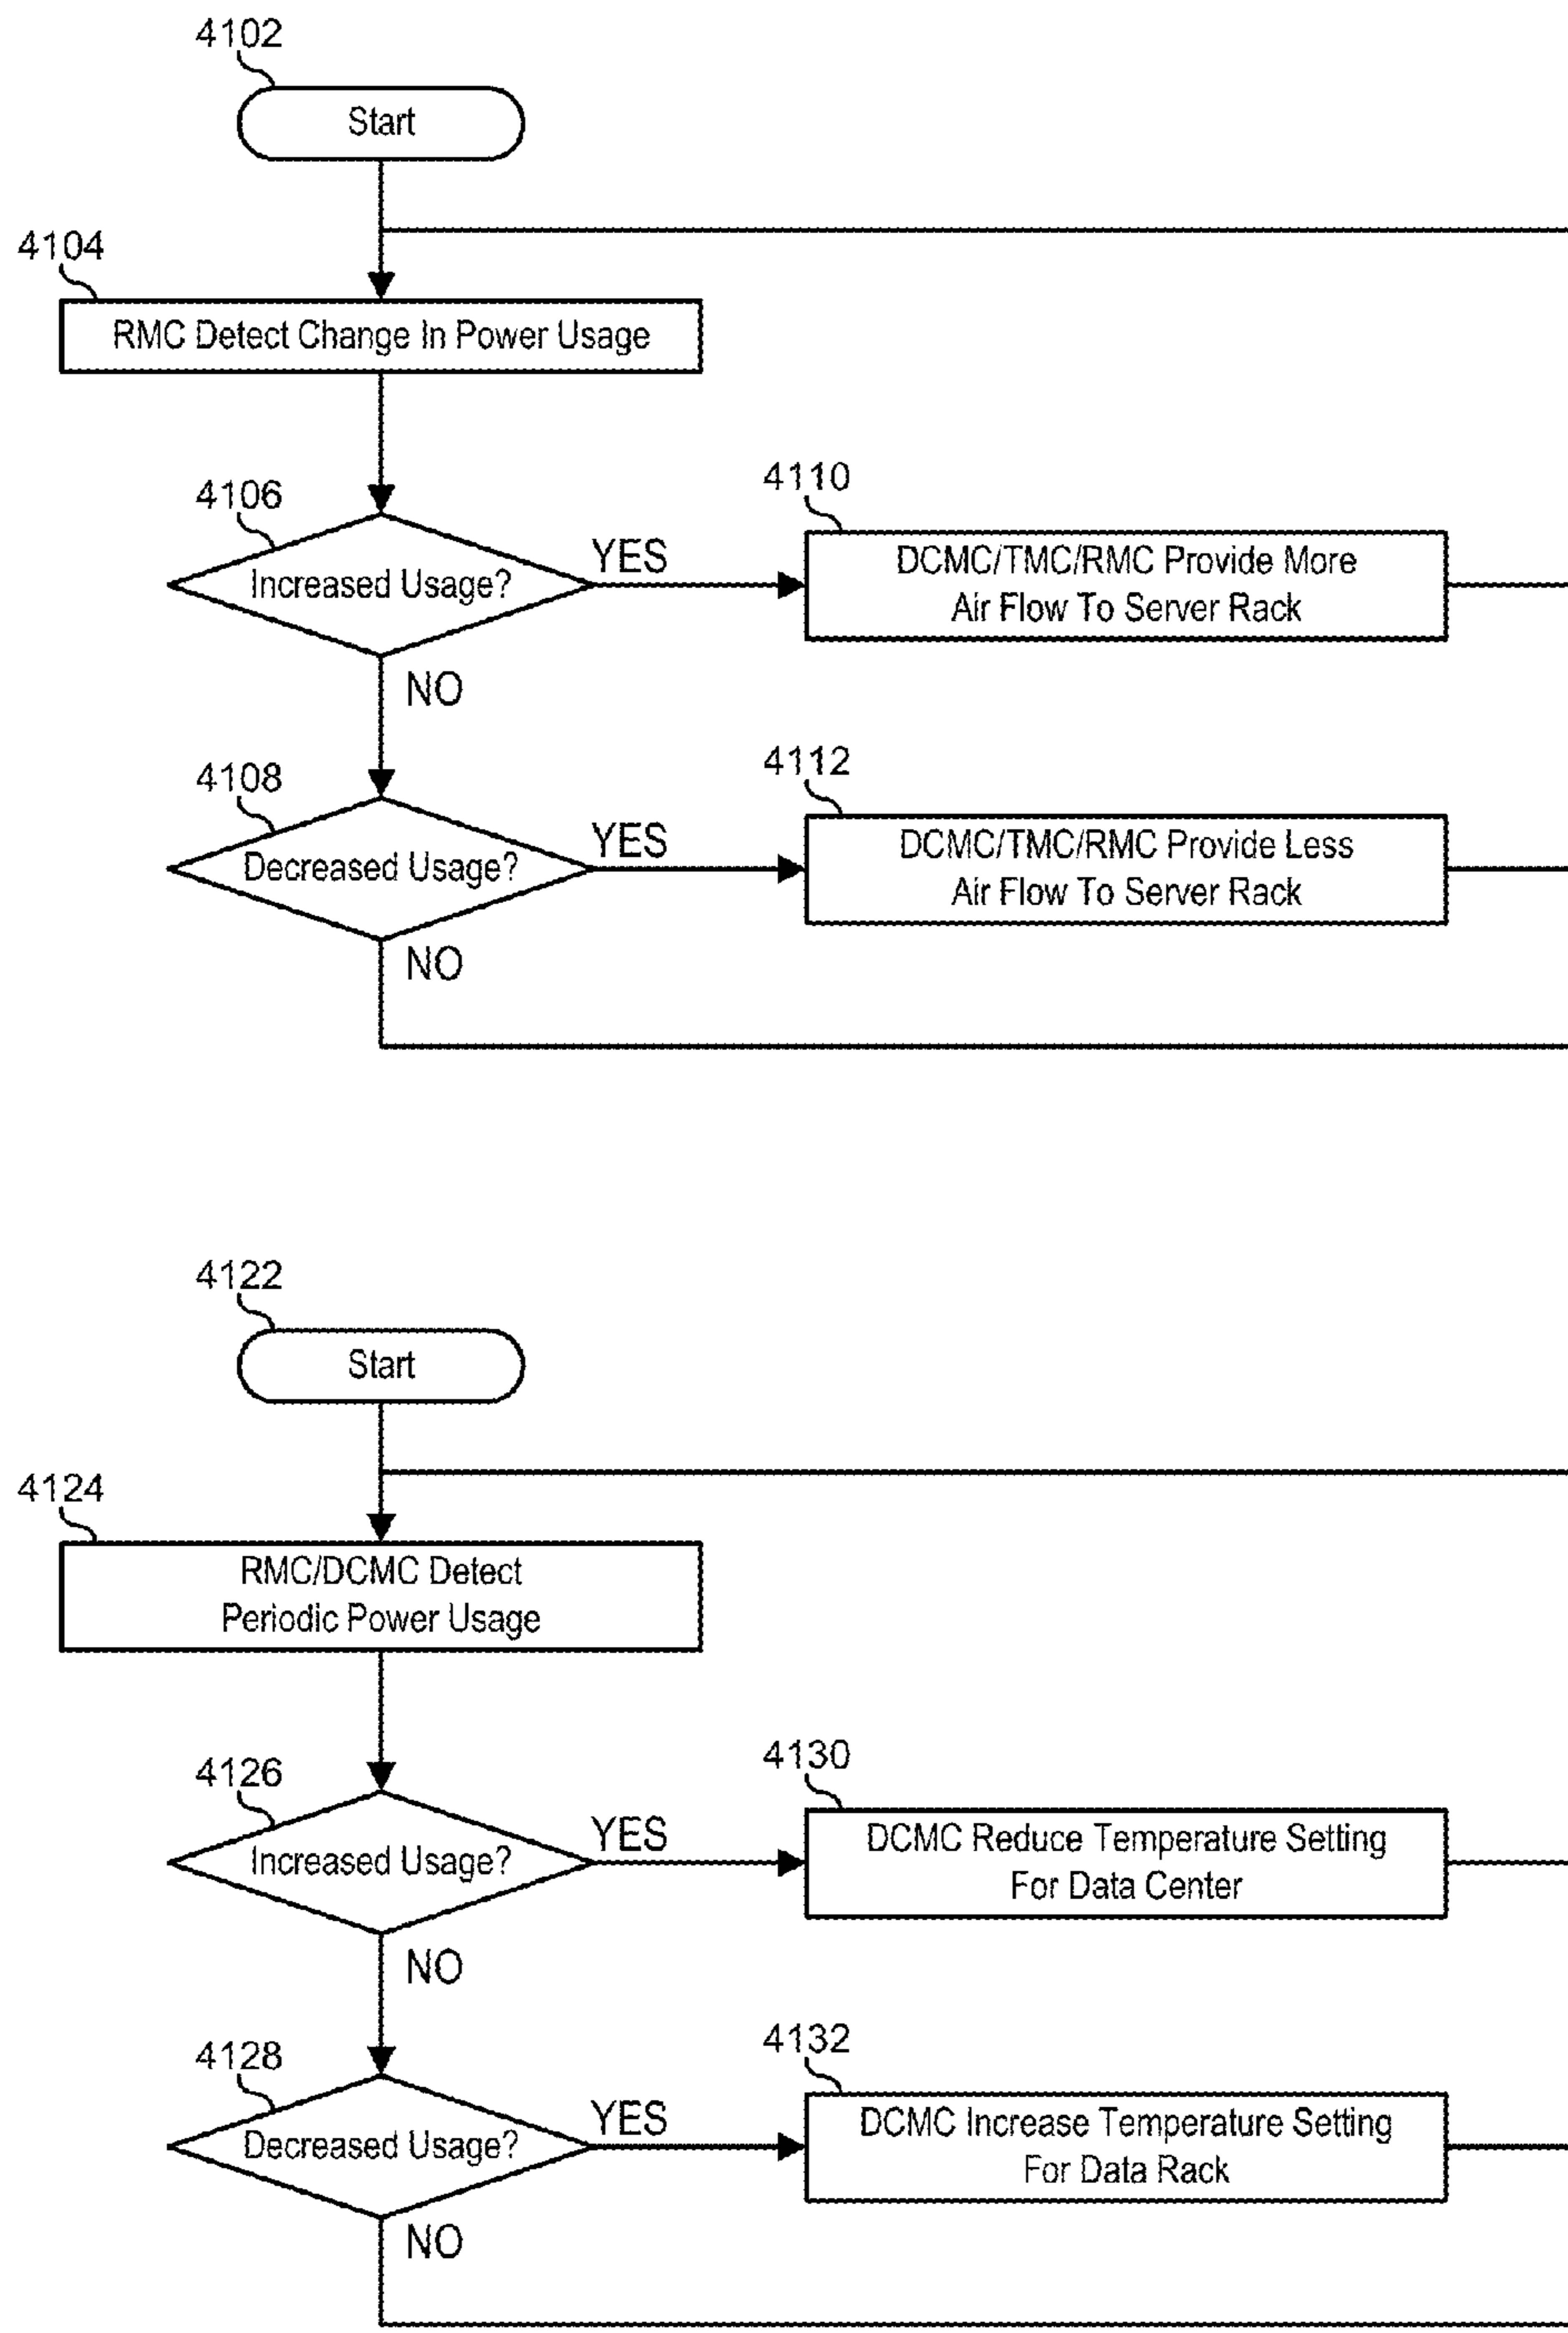 4102
Start
4104
RMC Detect Change In Power Usage
4106
Increased Usage?
YES
4110
DCMC/TMC/RMC Provide More
Air Flow To Server Rack
NO
4108
Decreased Usage?
YES
4112
DCMC/TMC/RMC Provide Less
Air Flow To Server Rack
NO
4122
Start
4124
RMC/DCMC Detect
Periodic Power Usage
4126
Increased Usage?
YES
4130
DCMC Reduce Temperature Setting
For Data Center
NO
4128
Decreased Usage?
YES
4132
DCMC Increase Temperature Setting
For Data Rack
NO